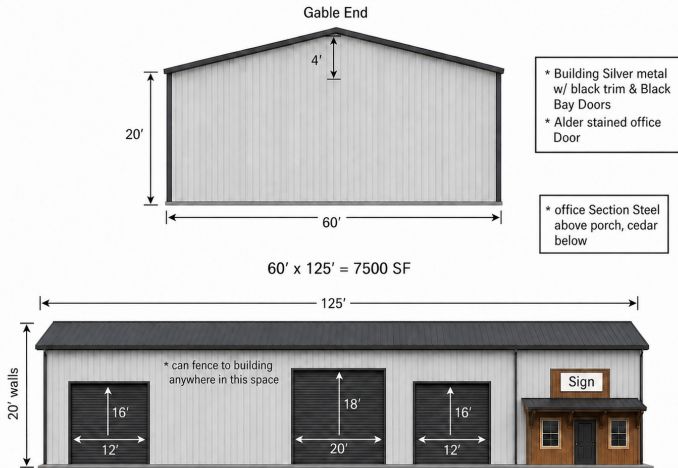 Gable End
4'
20'
60'
* Building Silver metal
w/ black trim & Black
Bay Doors
* Alder stained office
Door
* office Section Steel
above porch, cedar
below
60' x 125' = 7500 SF
125'
20' walls
* can fence to building
anywhere in this space
16'
12'
18'
20'
16'
12'
Sign